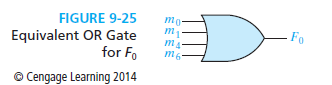 FIGURE 9-25
Equivalent OR Gate
for F₀
© Cengage Learning 2014
m₀
m₁
m₄
m₆
F₀